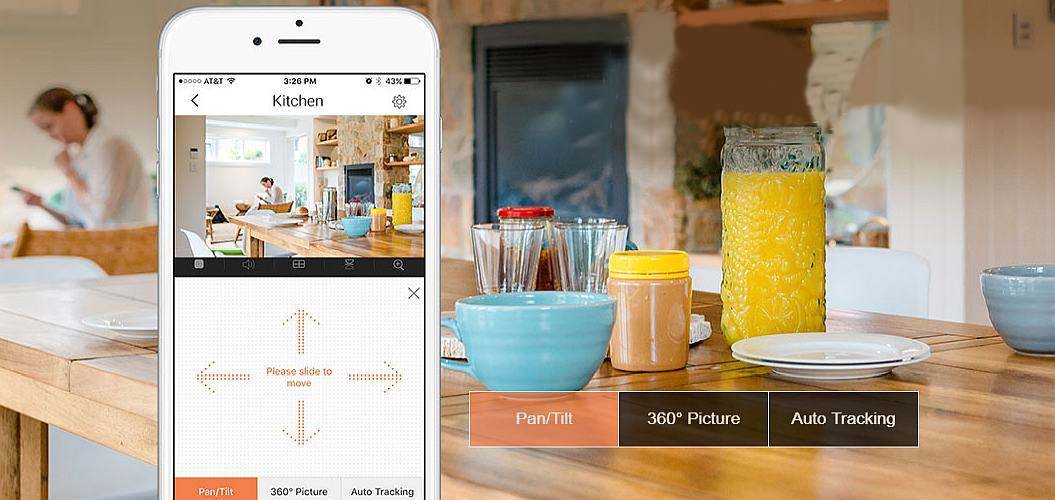 AT&T 3:26 PM 43%
Kitchen
Please slide to
move
Pan/Tilt 360° Picture Auto Tracking
Pan/Tilt 360° Picture Auto Tracking